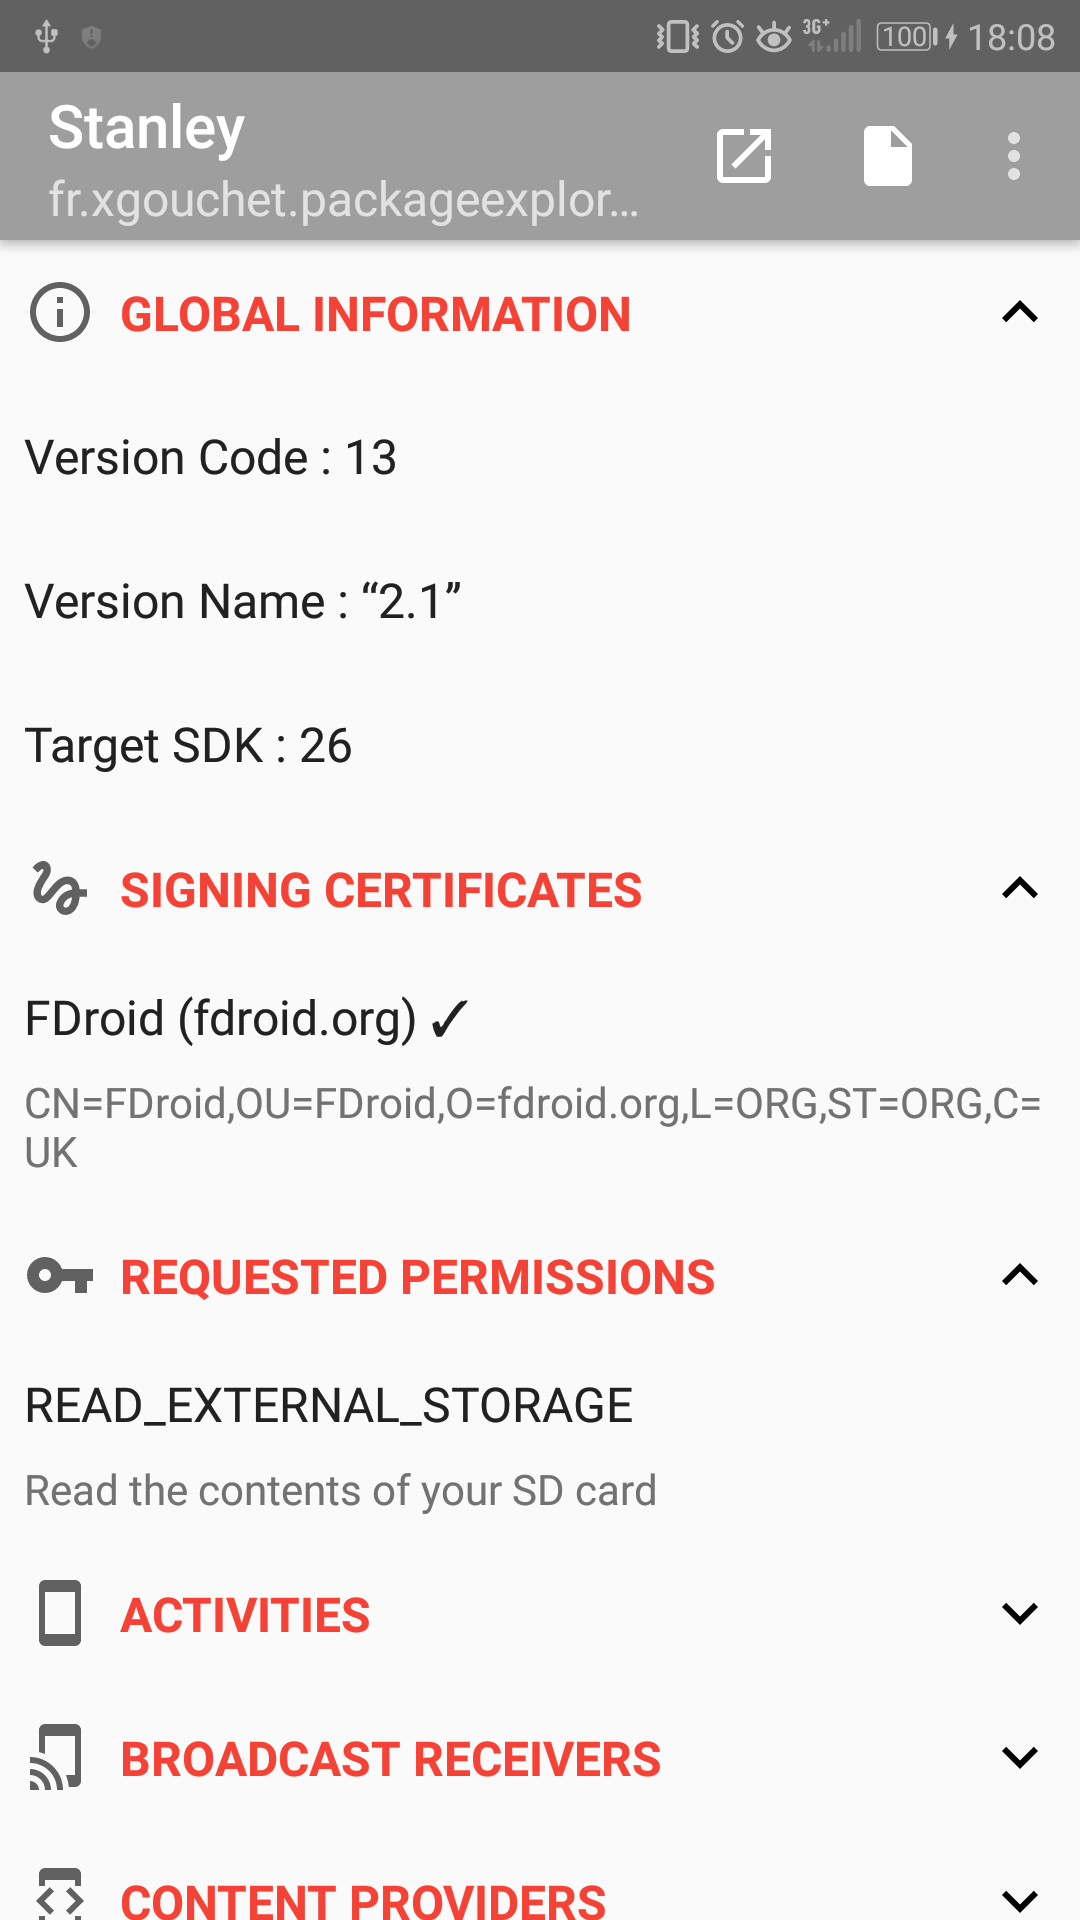 3G+ 100 18:08
Stanley
fr.xgouchet.packageexplor...
GLOBAL INFORMATION
Version Code : 13
Version Name : “2.1”
Target SDK : 26
SIGNING CERTIFICATES
FDroid (fdroid.org) ✓
CN=FDroid,OU=FDroid,O=fdroid.org,L=ORG,ST=ORG,C=
UK
REQUESTED PERMISSIONS
READ_EXTERNAL_STORAGE
Read the contents of your SD card
ACTIVITIES
BROADCAST RECEIVERS
CONTENT PROVIDERS